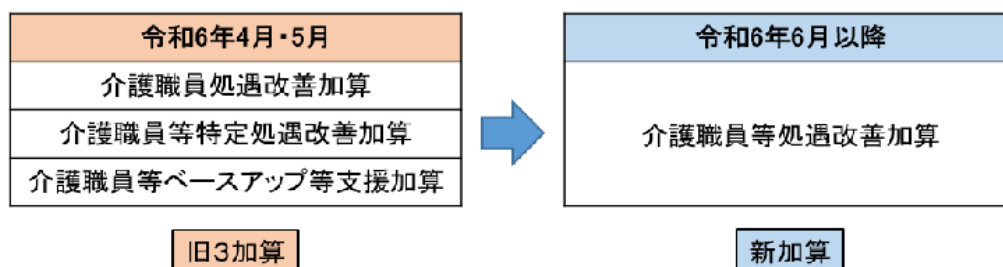 令和6年4月・5月
介護職員処遇改善加算
介護職員等特定処遇改善加算
介護職員等ベースアップ等支援加算
旧3加算
令和6年6月以降
介護職員等処遇改善加算
新加算